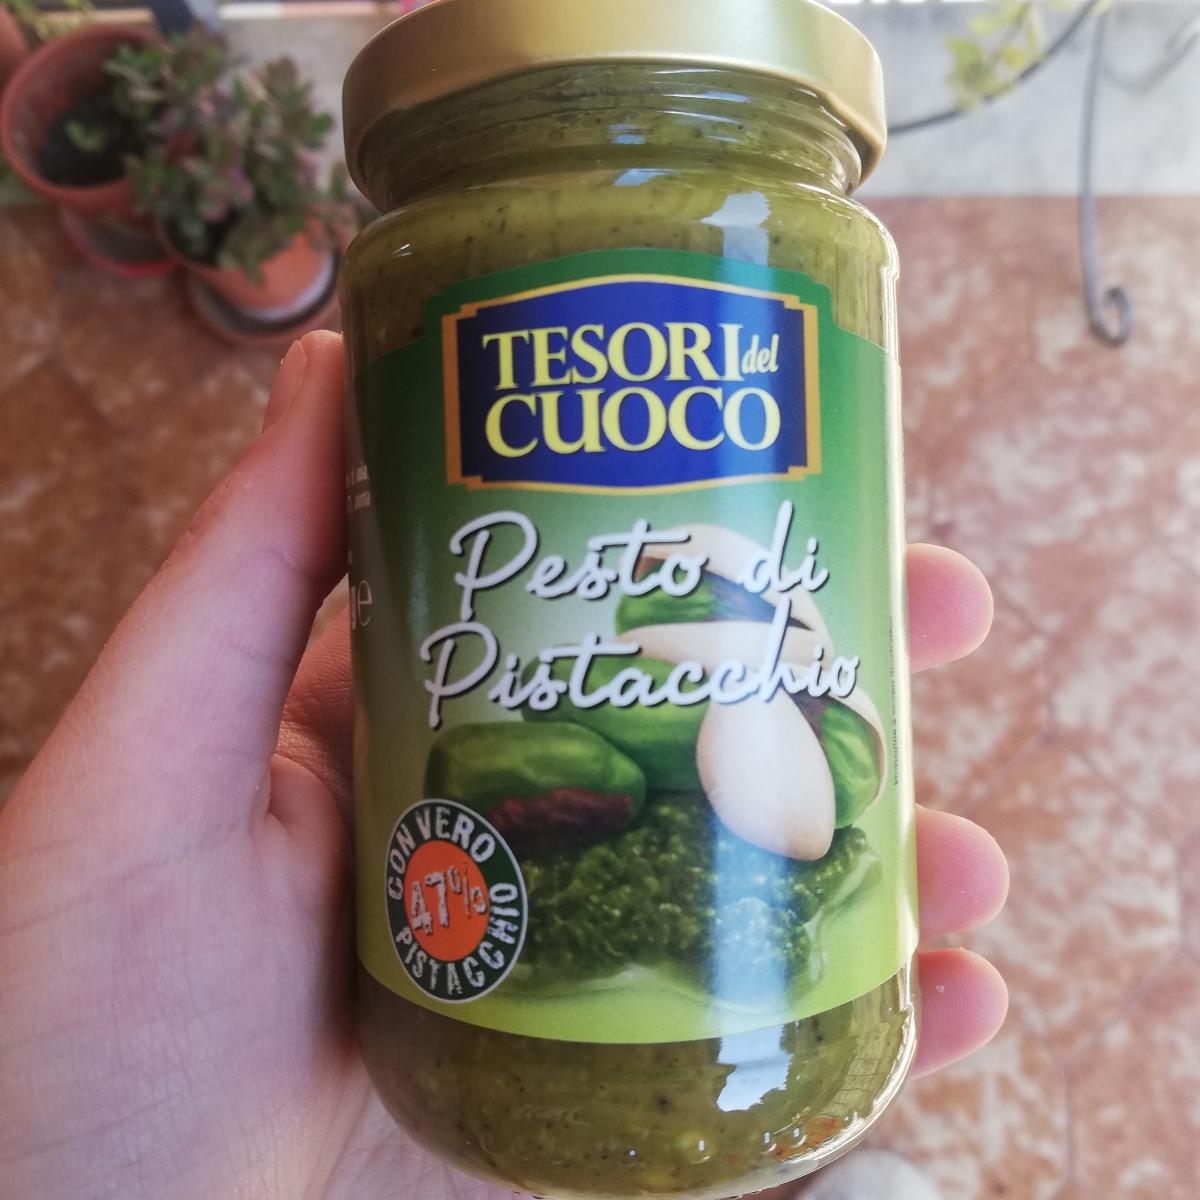 TESORI del
CUOCO
Pesto di
Pistacchio
CON VERO
47%
PISTACCHIO
e